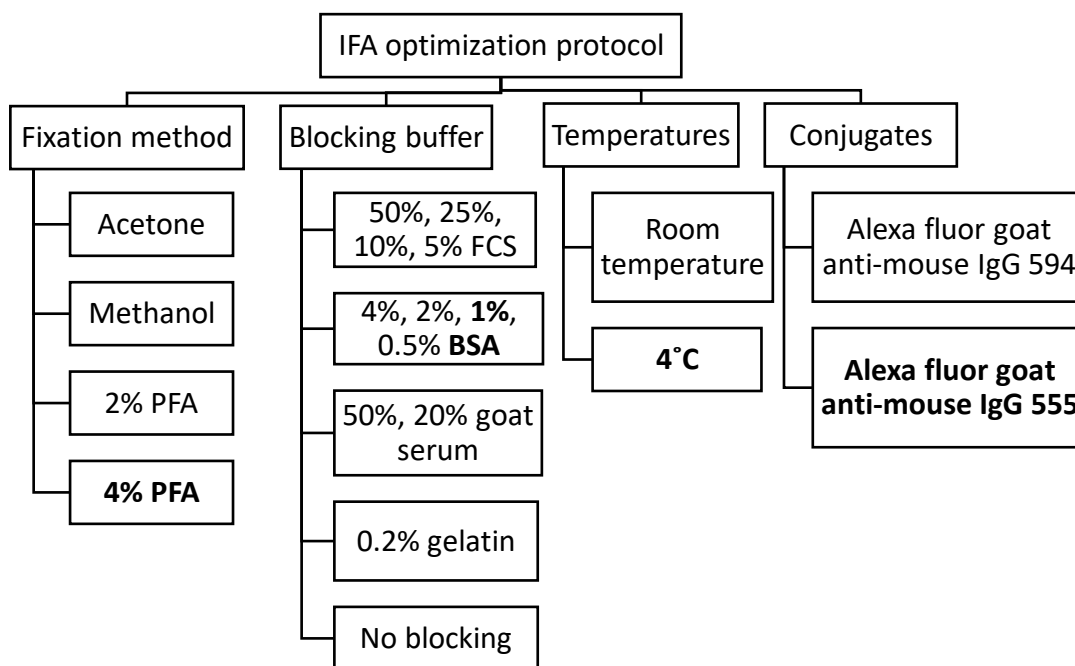 IFA optimization protocol
Fixation method
Acetone
Methanol
2% PFA
4% PFA
Blocking buffer
50%, 25%,
10%, 5% FCS
4%, 2%, 1%,
0.5% BSA
50%, 20% goat
serum
0.2% gelatin
No blocking
Temperatures
Room
temperature
4˚C
Conjugates
Alexa fluor goat
anti-mouse IgG 594
Alexa fluor goat
anti-mouse IgG 555